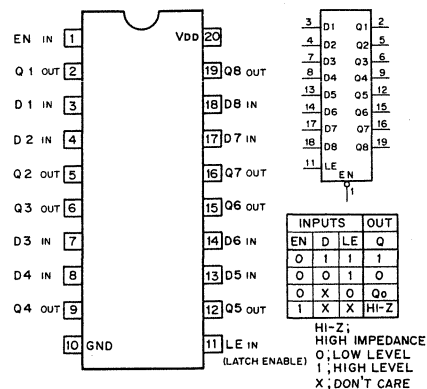 EN IN 1
Q1 OUT 2
D1 IN 3
D2 IN 4
Q2 OUT 5
Q3 OUT 6
D3 IN 7
D4 IN 8
Q4 OUT 9
10 GND
VDD 20
19 Q8 OUT
18 D8 IN
17 D7 IN
16 Q7 OUT
15 Q6 OUT
14 D6 IN
13 D5 IN
12 Q5 OUT
11 LE IN
(LATCH ENABLE)
3 D1 Q1 2
4 D2 Q2 5
7 D3 Q3 6
8 D4 Q4 9
13 D5 Q5 12
14 D6 Q6 15
17 D7 Q7 16
18 D8 Q8 19
11 LE
EN
1
INPUTS OUT
EN D LE Q
0 1 1 1
0 0 1 0
0 X 0 Qo
1 X X HI-Z
HI-Z;
HIGH IMPEDANCE
0; LOW LEVEL
1; HIGH LEVEL
X; DON'T CARE